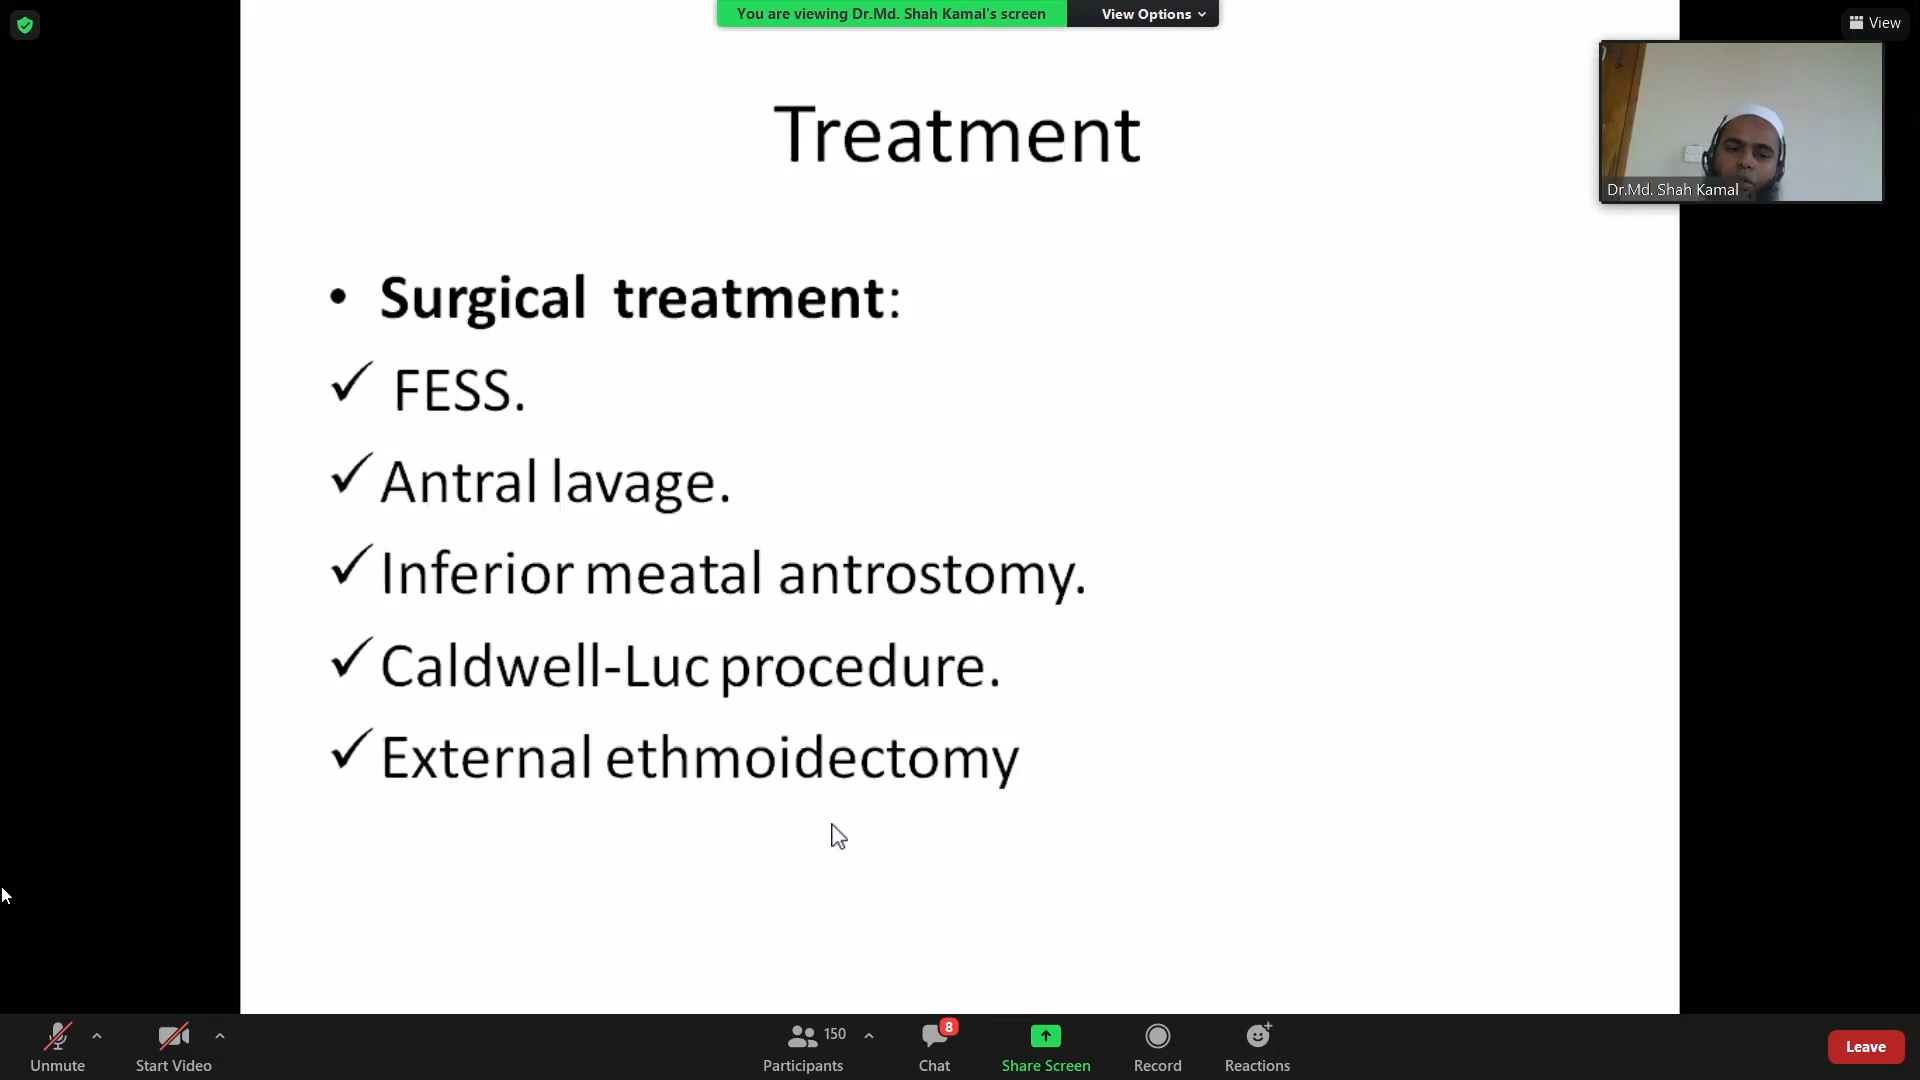 You are viewing Dr.Md. Shah Kamal's screen
View Options
View
Treatment
Dr.Md. Shah Kamal
• Surgical treatment:
✓ FESS.
✓ Antral lavage.
✓ Inferior meatal antrostomy.
✓ Caldwell-Luc procedure.
✓ External ethmoidectomy
Unmute
Start Video
150
Participants
8
Chat
Share Screen
Record
Reactions
Leave